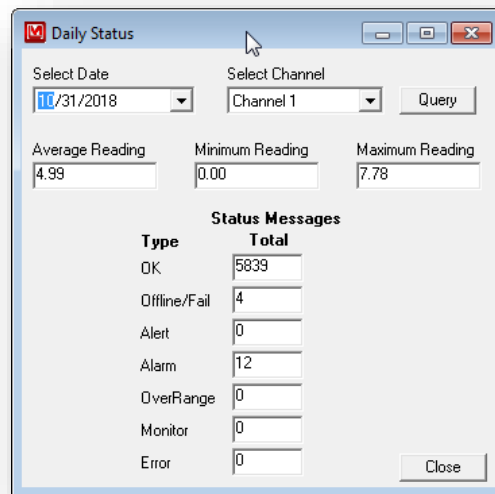 Daily Status
Select Date Select Channel
10/31/2018 Channel 1 Query
Average Reading Minimum Reading Maximum Reading
4.99 0.00 7.78
Status Messages
Type Total
OK 5839
Offline/Fail 4
Alert 0
Alarm 12
OverRange 0
Monitor 0
Error 0
Close